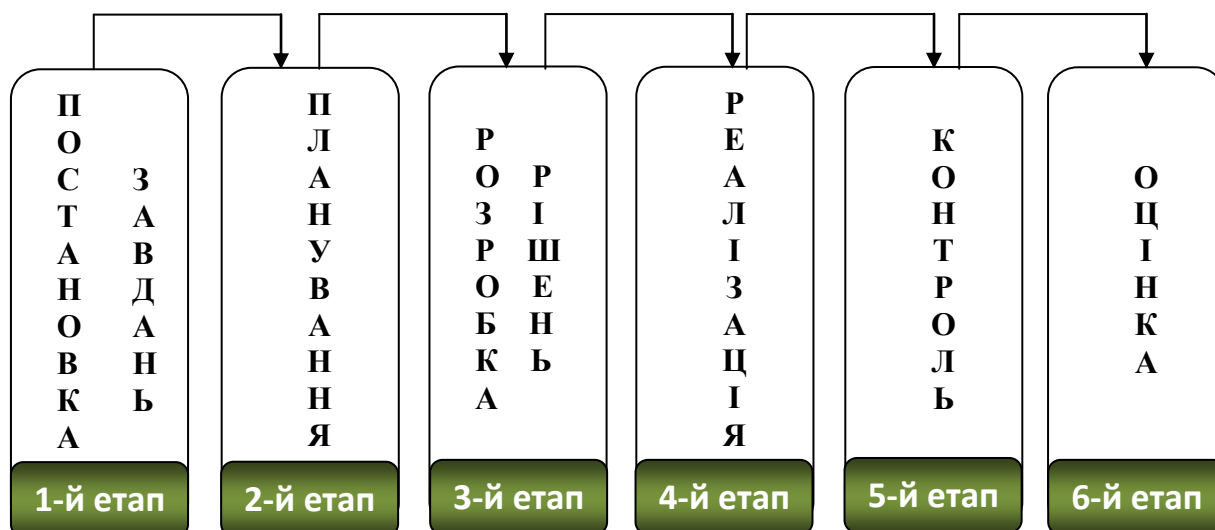 ПОСТАНОВКА
ЗАВДАНЬ
1-й етап
ПЛАНУВАННЯ
2-й етап
РОЗРОБКА
РІШЕНЬ
3-й етап
РЕАЛІЗАЦІЯ
4-й етап
КОНТРОЛЬ
5-й етап
ОЦІНКА
6-й етап